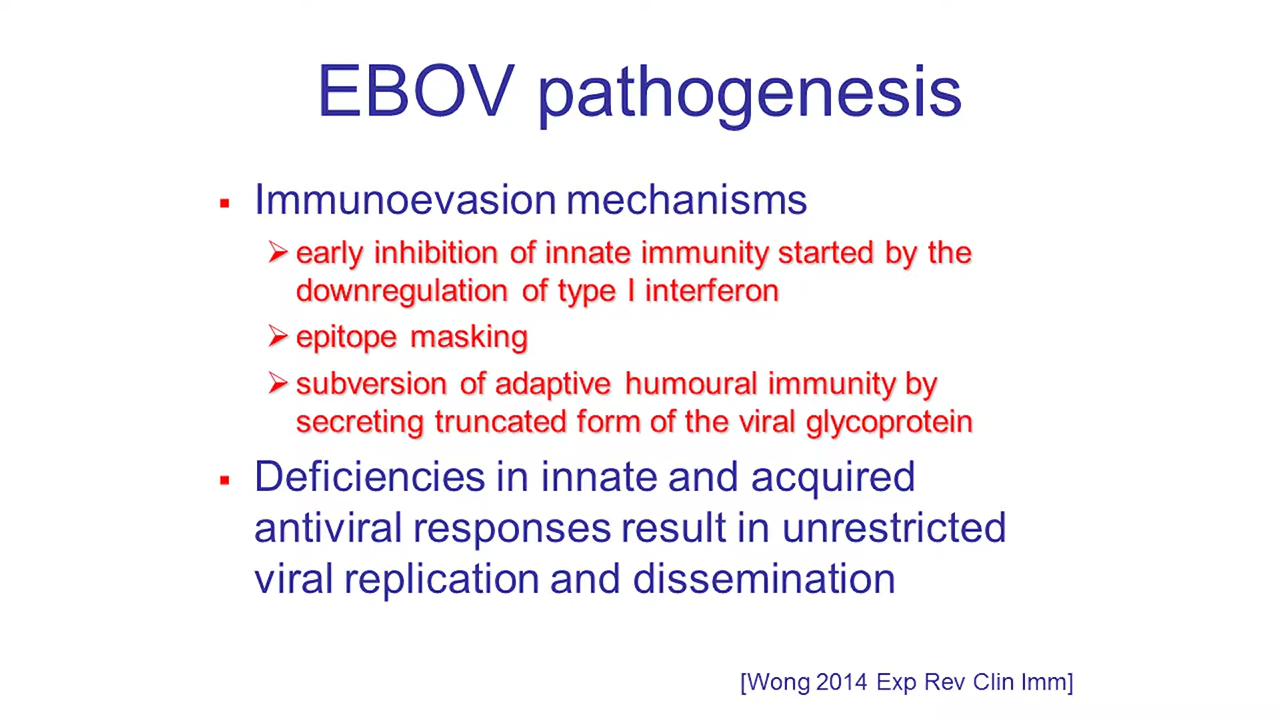 EBOV pathogenesis
▪ Immunoevasion mechanisms
➢ early inhibition of innate immunity started by the
downregulation of type I interferon
➢ epitope masking
➢ subversion of adaptive humoural immunity by
secreting truncated form of the viral glycoprotein
▪ Deficiencies in innate and acquired
antiviral responses result in unrestricted
viral replication and dissemination
[Wong 2014 Exp Rev Clin Imm]